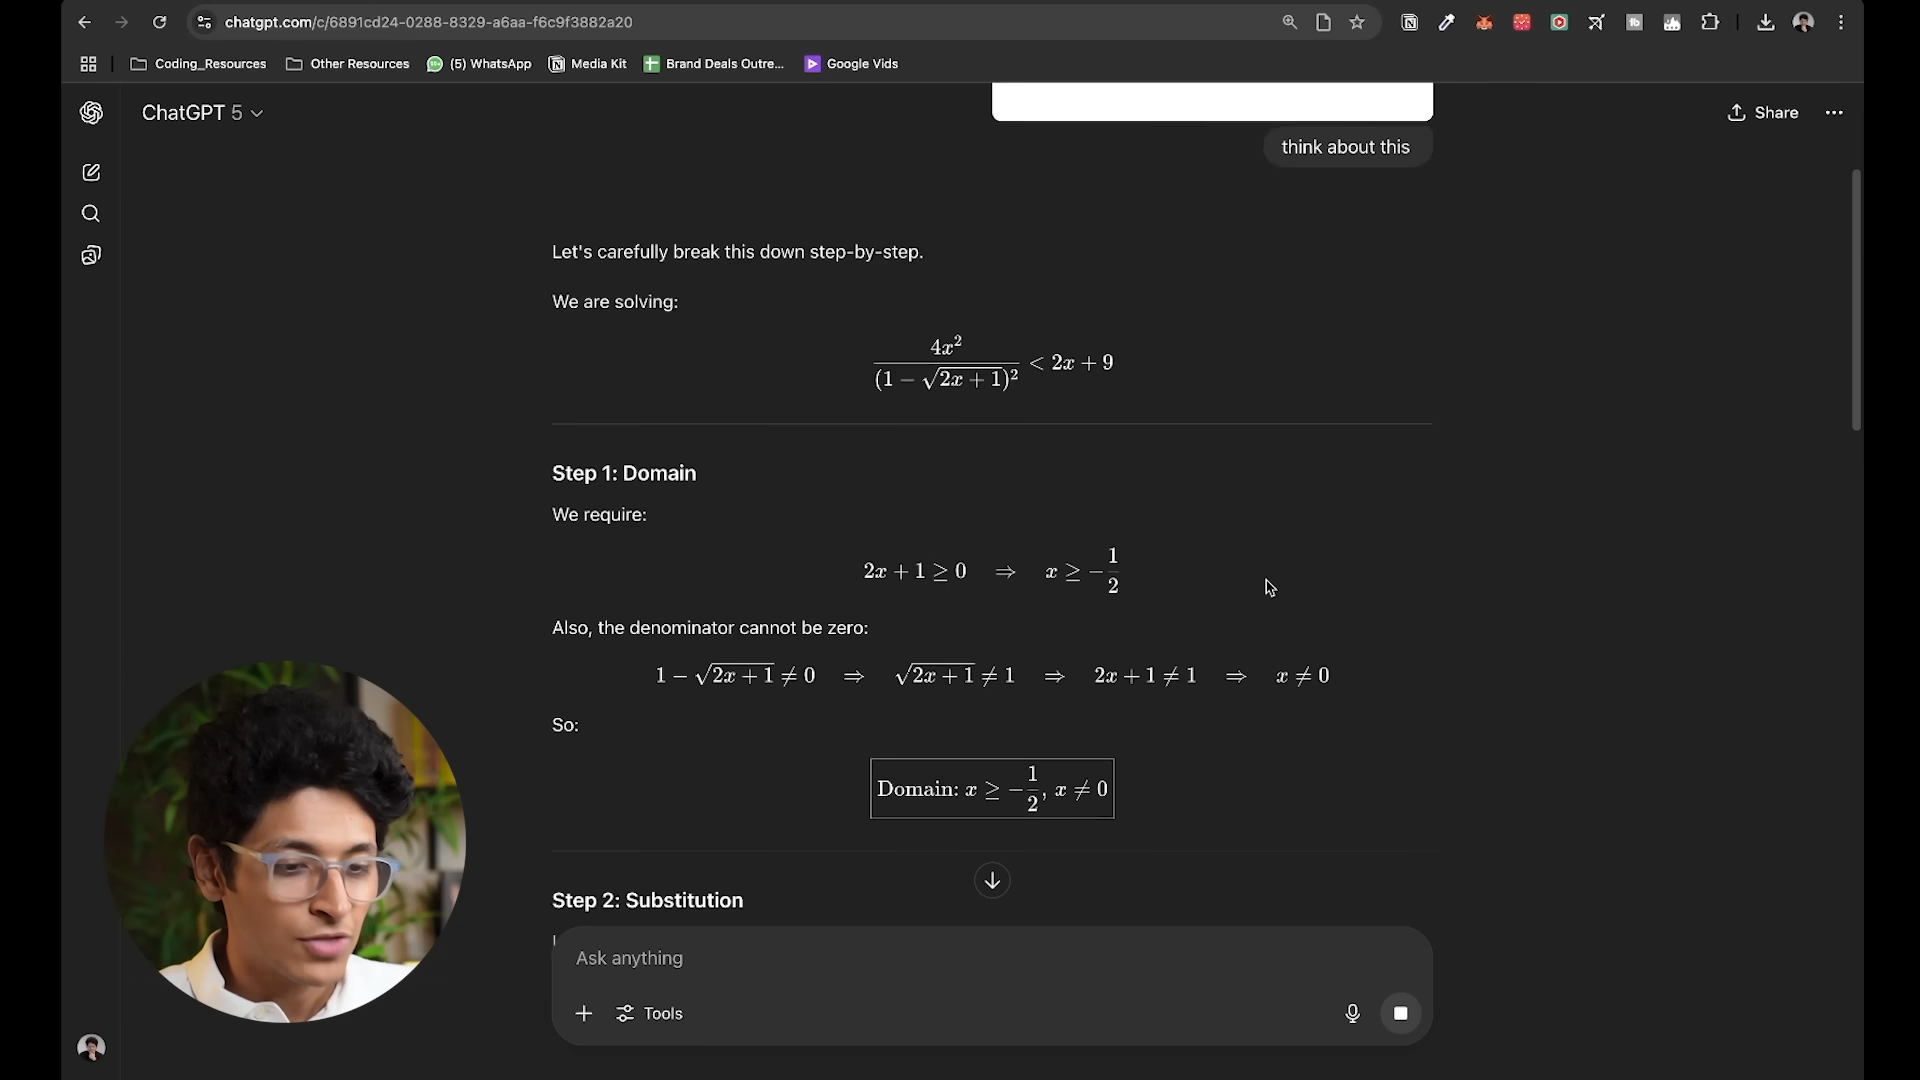 chatgpt.com/c/6891cd24-0288-8329-a6aa-f6c9f3882a20
Coding_Resources Other Resources (5) WhatsApp Media Kit Brand Deals Outre... Google Vids
ChatGPT 5
Share
think about this
Let's carefully break this down step-by-step.
We are solving:
4x²/(1 − √(2x + 1))² < 2x + 9
Step 1: Domain
We require:
2x + 1 ≥ 0 ⇒ x ≥ −1/2
Also, the denominator cannot be zero:
1 − √(2x + 1) ≠ 0 ⇒ √(2x + 1) ≠ 1 ⇒ 2x + 1 ≠ 1 ⇒ x ≠ 0
So:
Domain: x ≥ −1/2, x ≠ 0
Step 2: Substitution
Ask anything
Tools